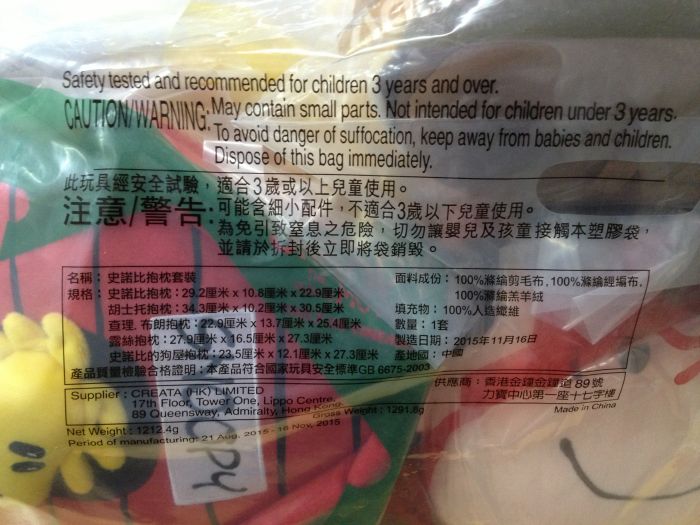 Safety tested and recommended for children 3 years and over.
CAUTION/WARNING: May contain small parts. Not intended for children under 3 years.
To avoid danger of suffocation, keep away from babies and children.
Dispose of this bag immediately.
此玩具經安全試驗，適合3歲或以上兒童使用。
注意/警告: 可能含細小配件，不適合3歲以下兒童使用。
為免引致窒息之危險，切勿讓嬰兒及孩童接觸本塑膠袋，
並請於拆封後立即將袋銷毀。
名稱：史諾比抱枕套裝
規格：史諾比抱枕：29.2厘米 x 10.8厘米 x 22.9厘米
胡士托抱枕：34.3厘米 x 10.2厘米 x 30.5厘米
查理. 布朗抱枕：22.9厘米 x 13.7厘米 x 25.4厘米
露絲抱枕：27.9厘米 x 16.5厘米 x 27.3厘米
史諾比的狗屋抱枕：23.5厘米 x 12.1厘米 x 27.3厘米
面料成份：100%滌綸剪毛布, 100%滌綸經編布,
100%滌綸羔羊絨
填充物：100%人造纖維
數量：1套
製造日期：2015年11月16日
產地國：中國
產品質量檢驗合格證明：本產品符合國家玩具安全標準GB 6675-2003
Supplier : CREATA (HK) LIMITED
17th Floor, Tower One, Lippo Centre,
89 Queensway, Admiralty, Hong Kong
供應商：香港金鐘金鐘道89號
力寶中心第一座十七字樓
Net Weight : 1212.4g
Gross Weight : 1291.8g
Made in China
Period of manufacturing: 21 Aug, 2015 - 16 Nov, 2015